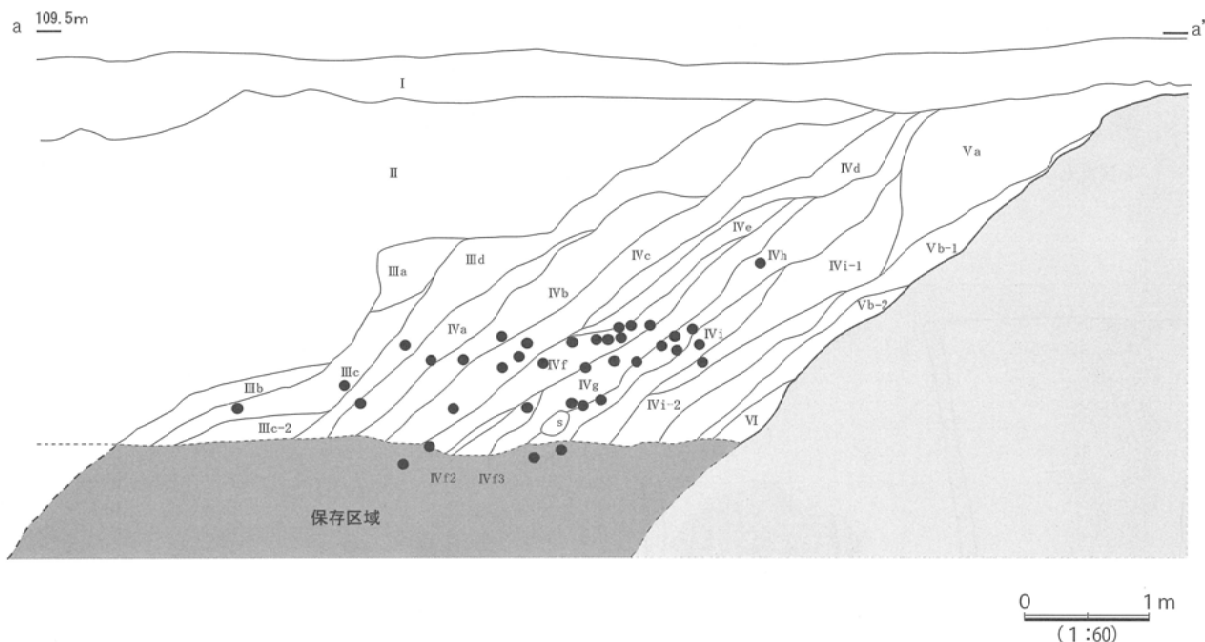 a
109.5m
a'
I
II
Va
IVd
IVe
IIIa
IIId
IVc
IVh
IVi-1
Vb-1
IVb
Vb-2
IVa
IVi
IVf
IIIc
IIIb
IVg
IVi-2
VI
s
IIIc-2
IVf2
IVf3
保存区域
0 1m
(1:60)